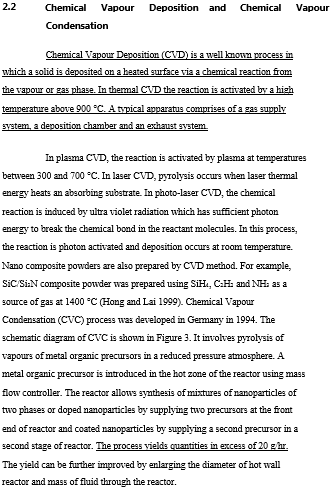 2.2 Chemical Vapour Deposition and Chemical Vapour
Condensation
Chemical Vapour Deposition (CVD) is a well known process in
which a solid is deposited on a heated surface via a chemical reaction from
the vapour or gas phase. In thermal CVD the reaction is activated by a high
temperature above 900 °C. A typical apparatus comprises of a gas supply
system, a deposition chamber and an exhaust system.
In plasma CVD, the reaction is activated by plasma at temperatures
between 300 and 700 °C. In laser CVD, pyrolysis occurs when laser thermal
energy heats an absorbing substrate. In photo-laser CVD, the chemical
reaction is induced by ultra violet radiation which has sufficient photon
energy to break the chemical bond in the reactant molecules. In this process,
the reaction is photon activated and deposition occurs at room temperature.
Nano composite powders are also prepared by CVD method. For example,
SiC/Si₃N composite powder was prepared using SiH₄, C₂H₂ and NH₃ as a
source of gas at 1400 °C (Hong and Lai 1999). Chemical Vapour
Condensation (CVC) process was developed in Germany in 1994. The
schematic diagram of CVC is shown in Figure 3. It involves pyrolysis of
vapours of metal organic precursors in a reduced pressure atmosphere. A
metal organic precursor is introduced in the hot zone of the reactor using mass
flow controller. The reactor allows synthesis of mixtures of nanoparticles of
two phases or doped nanoparticles by supplying two precursors at the front
end of reactor and coated nanoparticles by supplying a second precursor in a
second stage of reactor. The process yields quantities in excess of 20 g/hr.
The yield can be further improved by enlarging the diameter of hot wall
reactor and mass of fluid through the reactor.